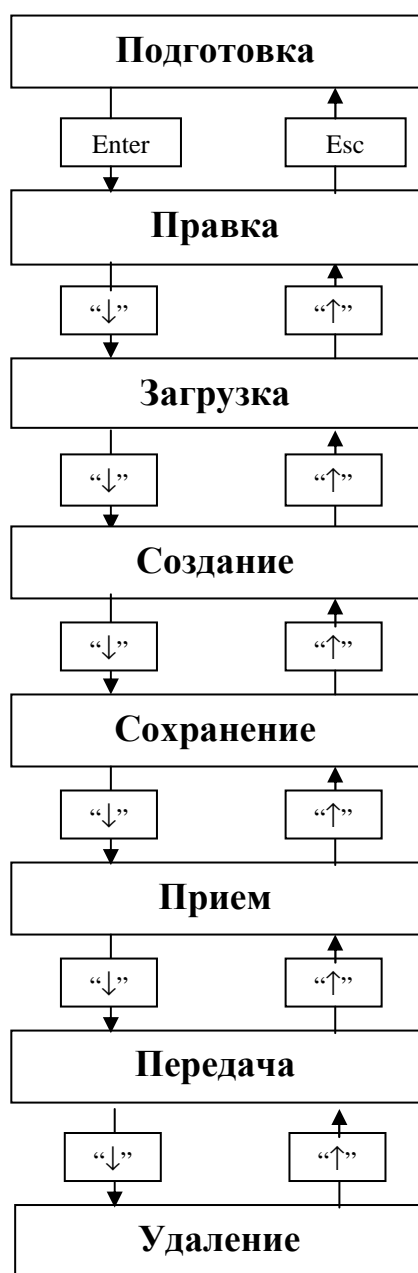 Подготовка
Enter Esc
Правка
“↓” “↑”
Загрузка
“↓” “↑”
Создание
“↓” “↑”
Сохранение
“↓” “↑”
Прием
“↓” “↑”
Передача
“↓” “↑”
Удаление